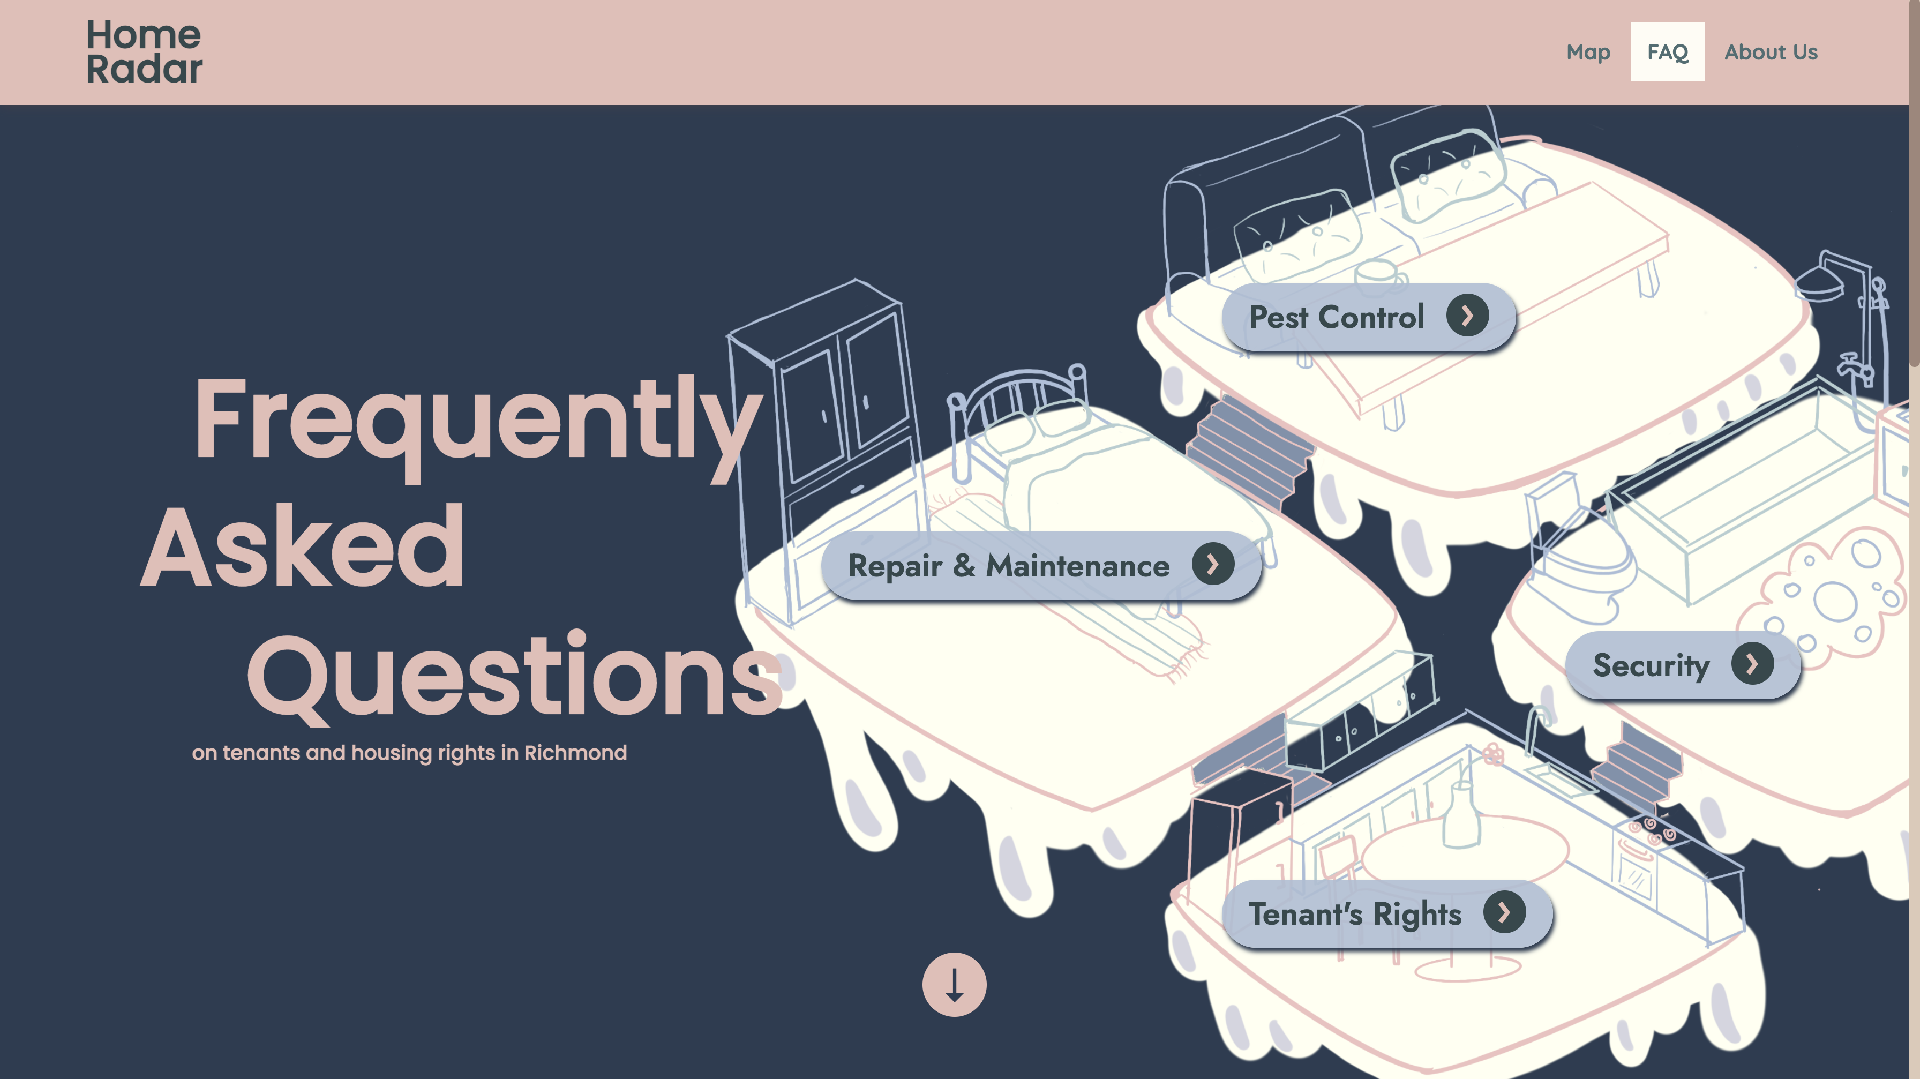 Home
Radar
Map
FAQ
About Us
Frequently
Asked
Questions
on tenants and housing rights in Richmond
Pest Control
Repair & Maintenance
Security
Tenant's Rights